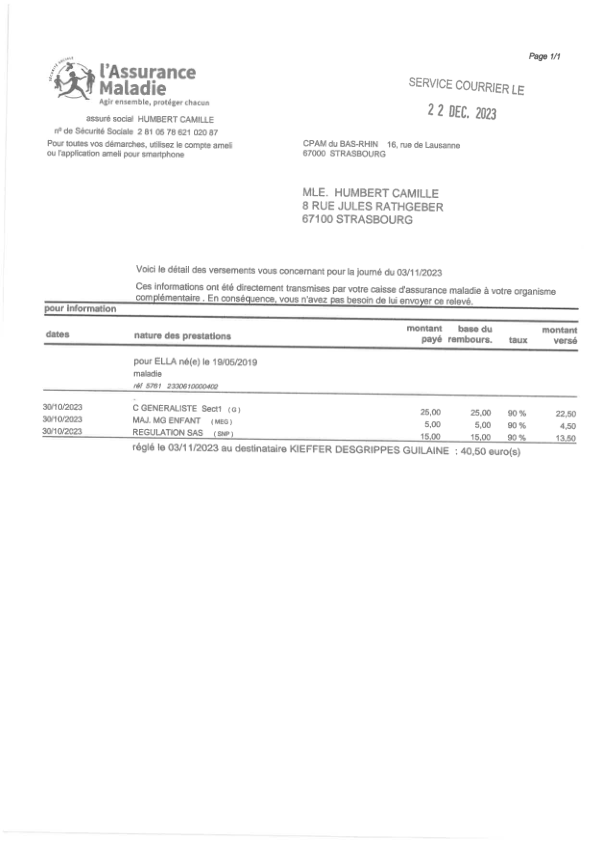 Page 1/1
SÉCURITÉ SOCIALE
l'Assurance
Maladie
Agir ensemble, protéger chacun
SERVICE COURRIER LE
22 DEC. 2023
assuré social HUMBERT CAMILLE
n° de Sécurité Sociale 2 81 05 78 621 020 87
Pour toutes vos démarches, utilisez le compte ameli
ou l'application ameli pour smartphone
CPAM du BAS-RHIN 16, rue de Lausanne
67000 STRASBOURG
MLE. HUMBERT CAMILLE
8 RUE JULES RATHGEBER
67100 STRASBOURG
Voici le détail des versements vous concernant pour la journé du 03/11/2023
Ces informations ont été directement transmises par votre caisse d'assurance maladie à votre organisme
complémentaire . En conséquence, vous n'avez pas besoin de lui envoyer ce relevé.
pour information
dates nature des prestations montant payé base du rembours. taux montant versé
pour ELLA né(e) le 19/05/2019
maladie
réf 5761 2330610000402
30/10/2023 C GENERALISTE Sect1 (G) 25,00 25,00 90 % 22,50
30/10/2023 MAJ. MG ENFANT (MEG) 5,00 5,00 90 % 4,50
30/10/2023 REGULATION SAS (SNP) 15,00 15,00 90 % 13,50
réglé le 03/11/2023 au destinataire KIEFFER DESGRIPPES GUILAINE : 40,50 euro(s)